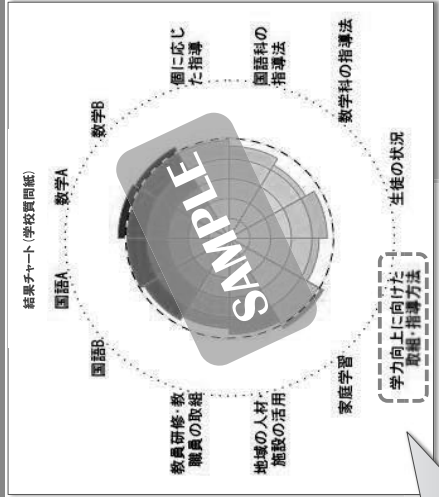 結果チャート(学校質問紙)
国語A
数学A
数学B
個に応じ
た指導
国語科の
指導法
数学科の指導法
生徒の状況
学力向上に向けた
取組・指導方法
家庭学習
地域の人材・
施設の活用
教員研修・教
職員の取組
国語B
SAMPLE